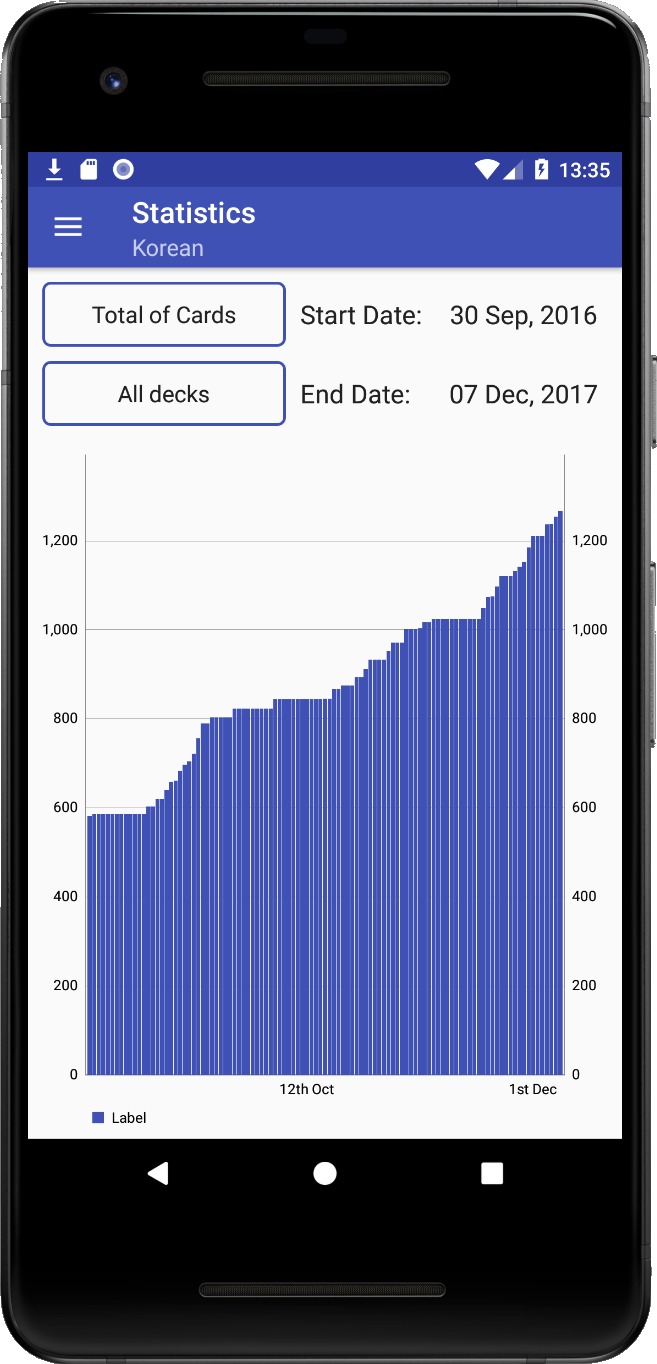 13:35
Statistics
Korean
Total of Cards Start Date: 30 Sep, 2016
All decks End Date: 07 Dec, 2017
1,200 1,200
1,000 1,000
800 800
600 600
400 400
200 200
0 0
12th Oct 1st Dec
Label